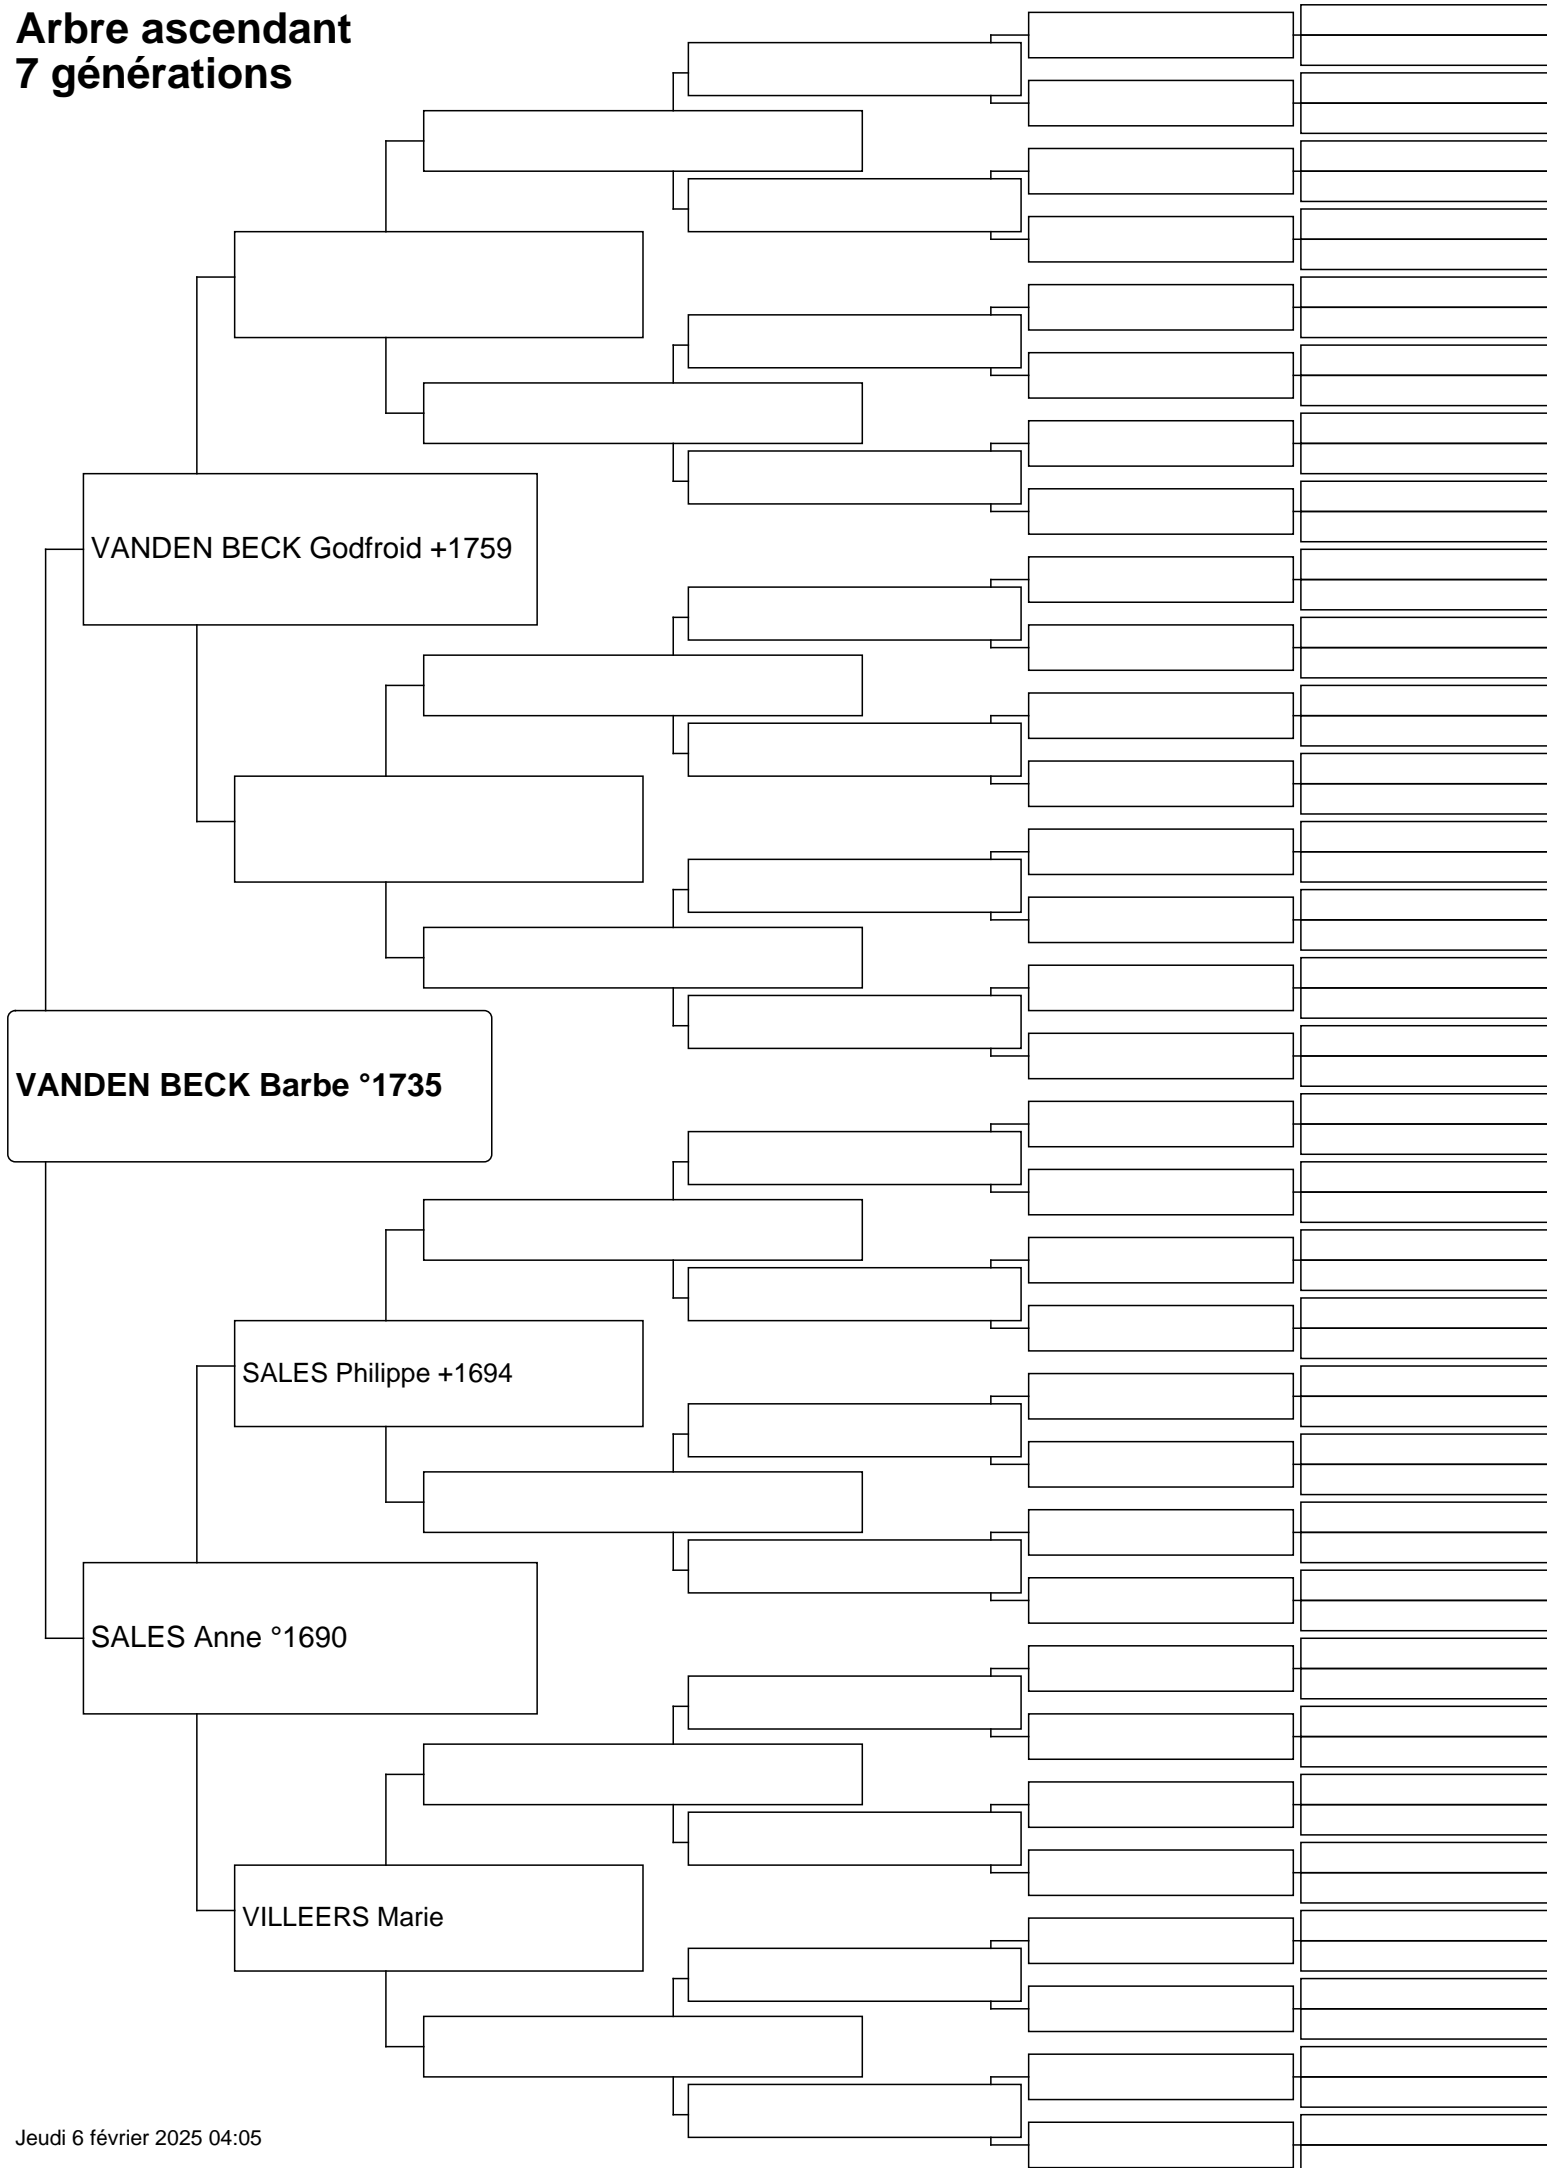 Arbre ascendant
7 générations
VANDEN BECK Godfroid +1759
VANDEN BECK Barbe °1735
SALES Philippe +1694
SALES Anne °1690
VILLEERS Marie
Jeudi 6 février 2025 04:05